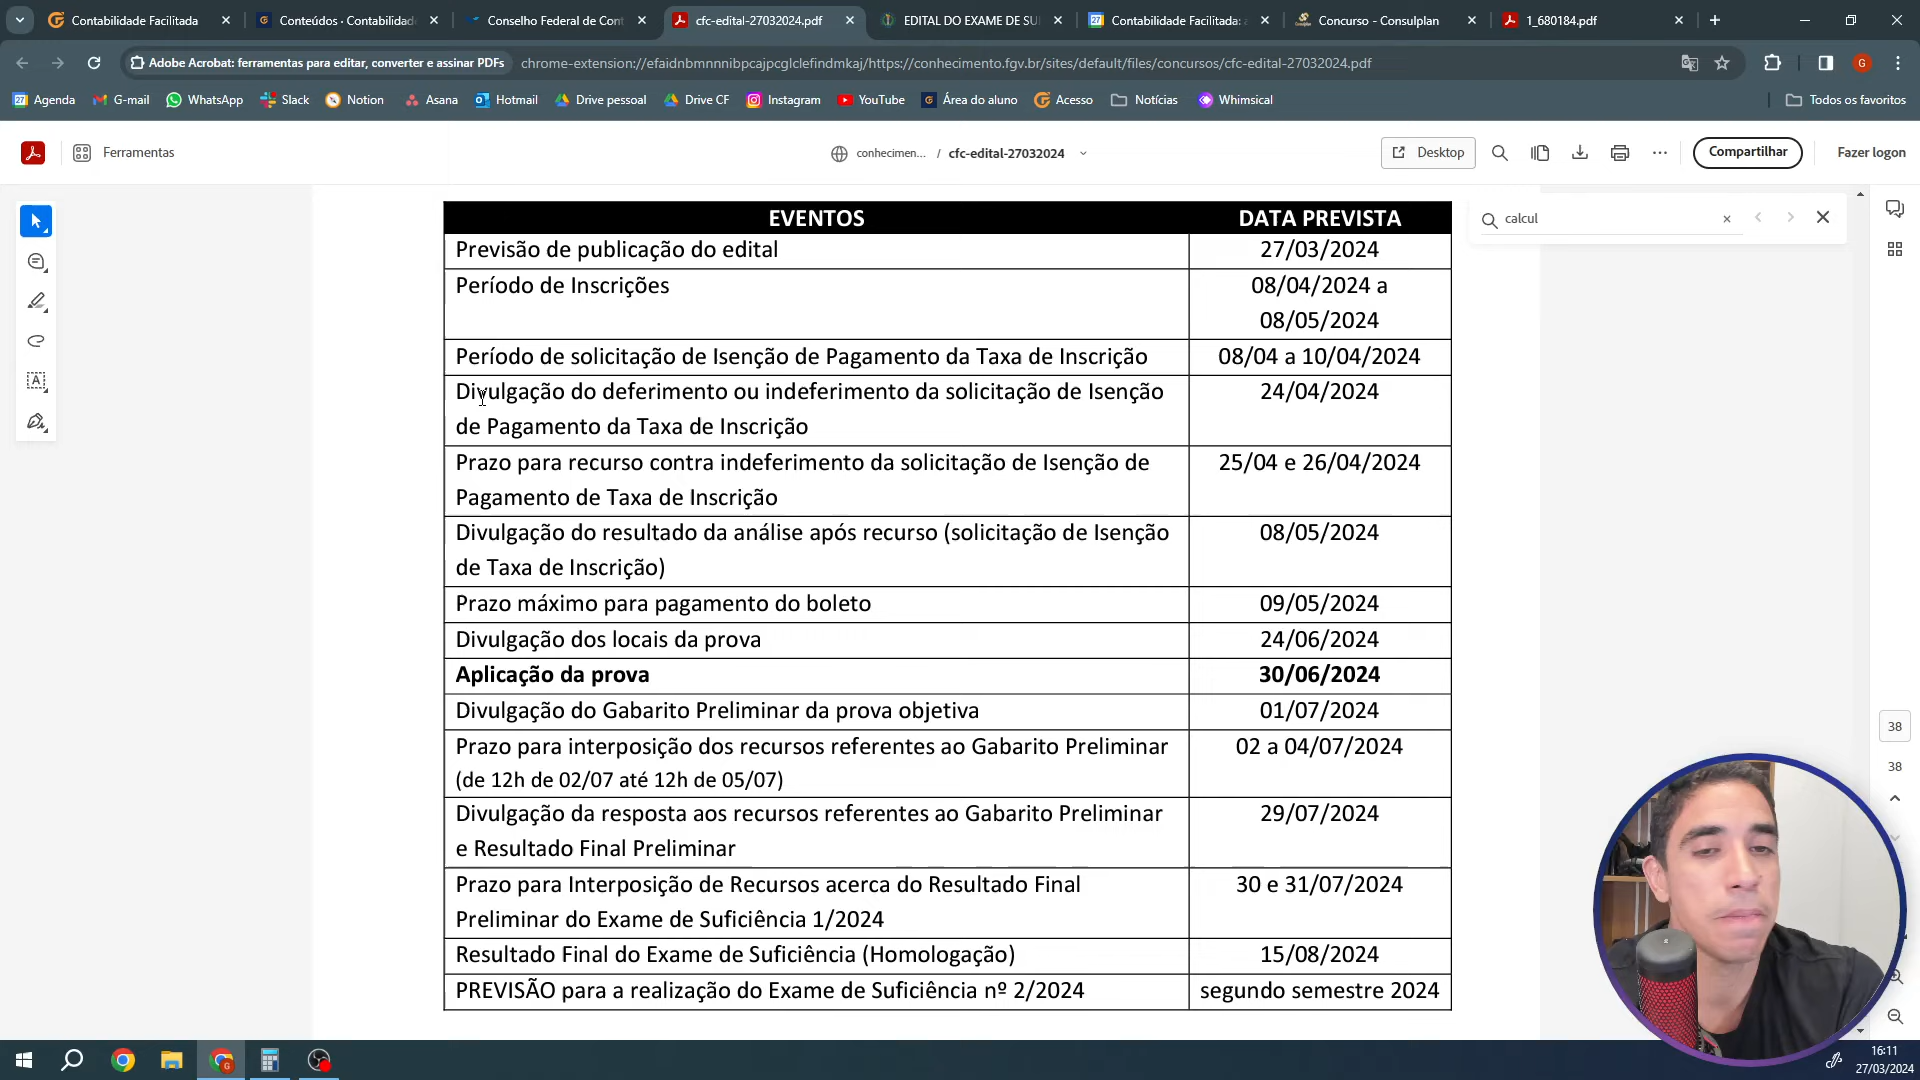 Contabilidade Facilitada
Conteúdos · Contabilidade
Conselho Federal de Cont
cfc-edital-27032024.pdf
EDITAL DO EXAME DE SU
Contabilidade Facilitada: a
Concurso - Consulplan
1_680184.pdf
Adobe Acrobat: ferramentas para editar, converter e assinar PDFs
chrome-extension://efaidnbmnnnibpcajpcglclefindmkaj/https://conhecimento.fgv.br/sites/default/files/concursos/cfc-edital-27032024.pdf
G
27 Agenda
G-mail
WhatsApp
Slack
Notion
Asana
Hotmail
Drive pessoal
Drive CF
Instagram
YouTube
Área do aluno
Acesso
Notícias
Whimsical
Todos os favoritos
Ferramentas
conhecimen... / cfc-edital-27032024
Desktop
Compartilhar
Fazer logon
calcul
EVENTOS DATA PREVISTA
Previsão de publicação do edital 27/03/2024
Período de Inscrições 08/04/2024 a
08/05/2024
Período de solicitação de Isenção de Pagamento da Taxa de Inscrição 08/04 a 10/04/2024
Divulgação do deferimento ou indeferimento da solicitação de Isenção 24/04/2024
de Pagamento da Taxa de Inscrição
Prazo para recurso contra indeferimento da solicitação de Isenção de 25/04 e 26/04/2024
Pagamento de Taxa de Inscrição
Divulgação do resultado da análise após recurso (solicitação de Isenção 08/05/2024
de Taxa de Inscrição)
Prazo máximo para pagamento do boleto 09/05/2024
Divulgação dos locais da prova 24/06/2024
Aplicação da prova 30/06/2024
Divulgação do Gabarito Preliminar da prova objetiva 01/07/2024
Prazo para interposição dos recursos referentes ao Gabarito Preliminar 02 a 04/07/2024
(de 12h de 02/07 até 12h de 05/07)
Divulgação da resposta aos recursos referentes ao Gabarito Preliminar 29/07/2024
e Resultado Final Preliminar
Prazo para Interposição de Recursos acerca do Resultado Final 30 e 31/07/2024
Preliminar do Exame de Suficiência 1/2024
Resultado Final do Exame de Suficiência (Homologação) 15/08/2024
PREVISÃO para a realização do Exame de Suficiência nº 2/2024 segundo semestre 2024
38
38
16:11
27/03/2024